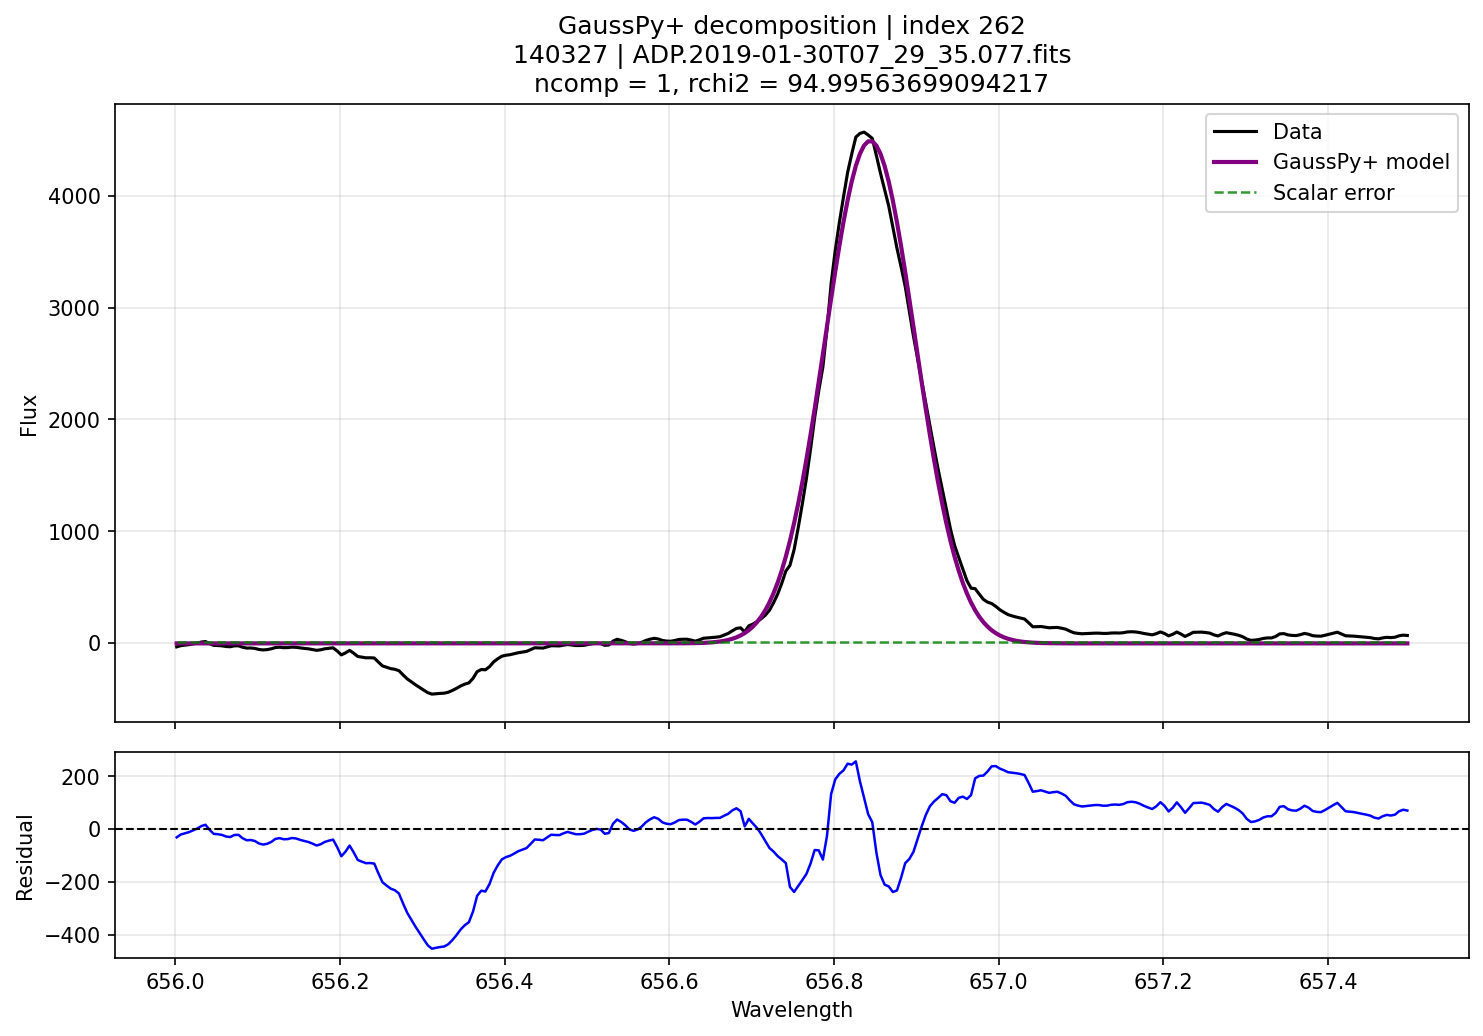 GaussPy+ decomposition | index 262
140327 | ADP.2019-01-30T07_29_35.077.fits
ncomp = 1, rchi2 = 94.99563699094217
Data
GaussPy+ model
Scalar error
4000
3000
2000
1000
0
Flux
200
0
−200
−400
Residual
656.0
656.2
656.4
656.6
656.8
657.0
657.2
657.4
Wavelength